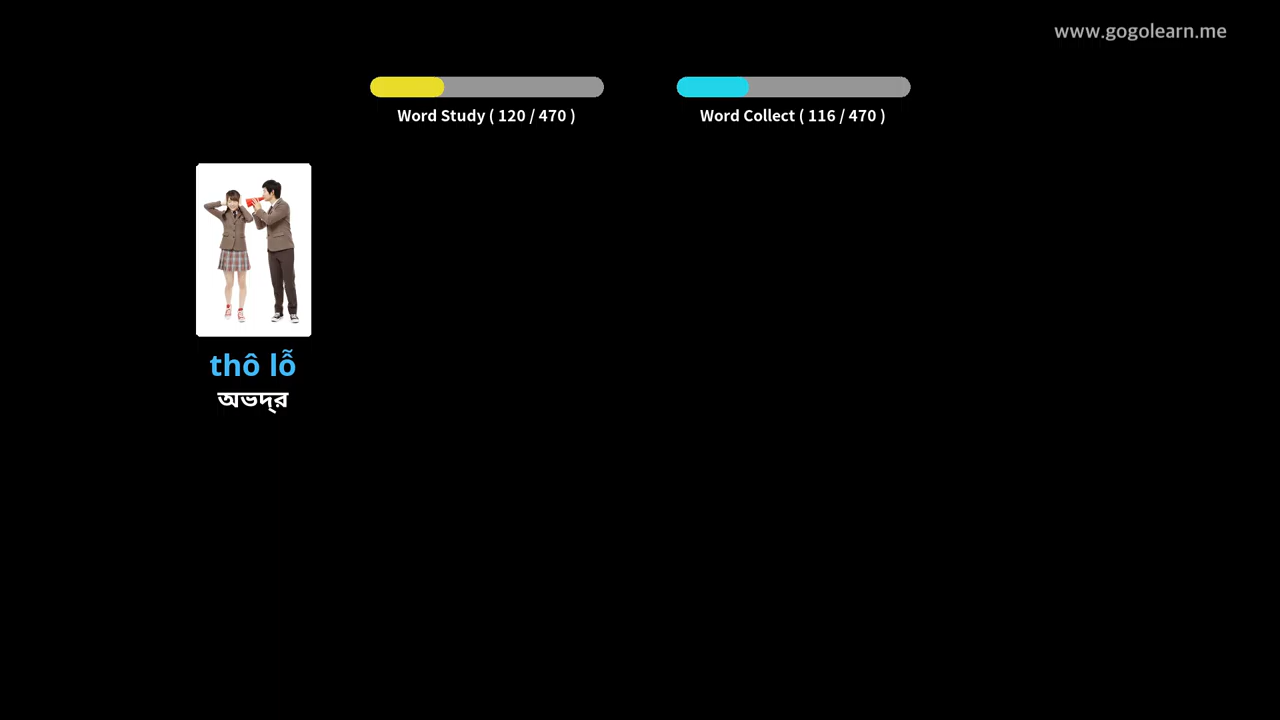 www.gogolearn.me
Word Study ( 120 / 470 )
Word Collect ( 116 / 470 )
thô lỗ
অভদ্‌র